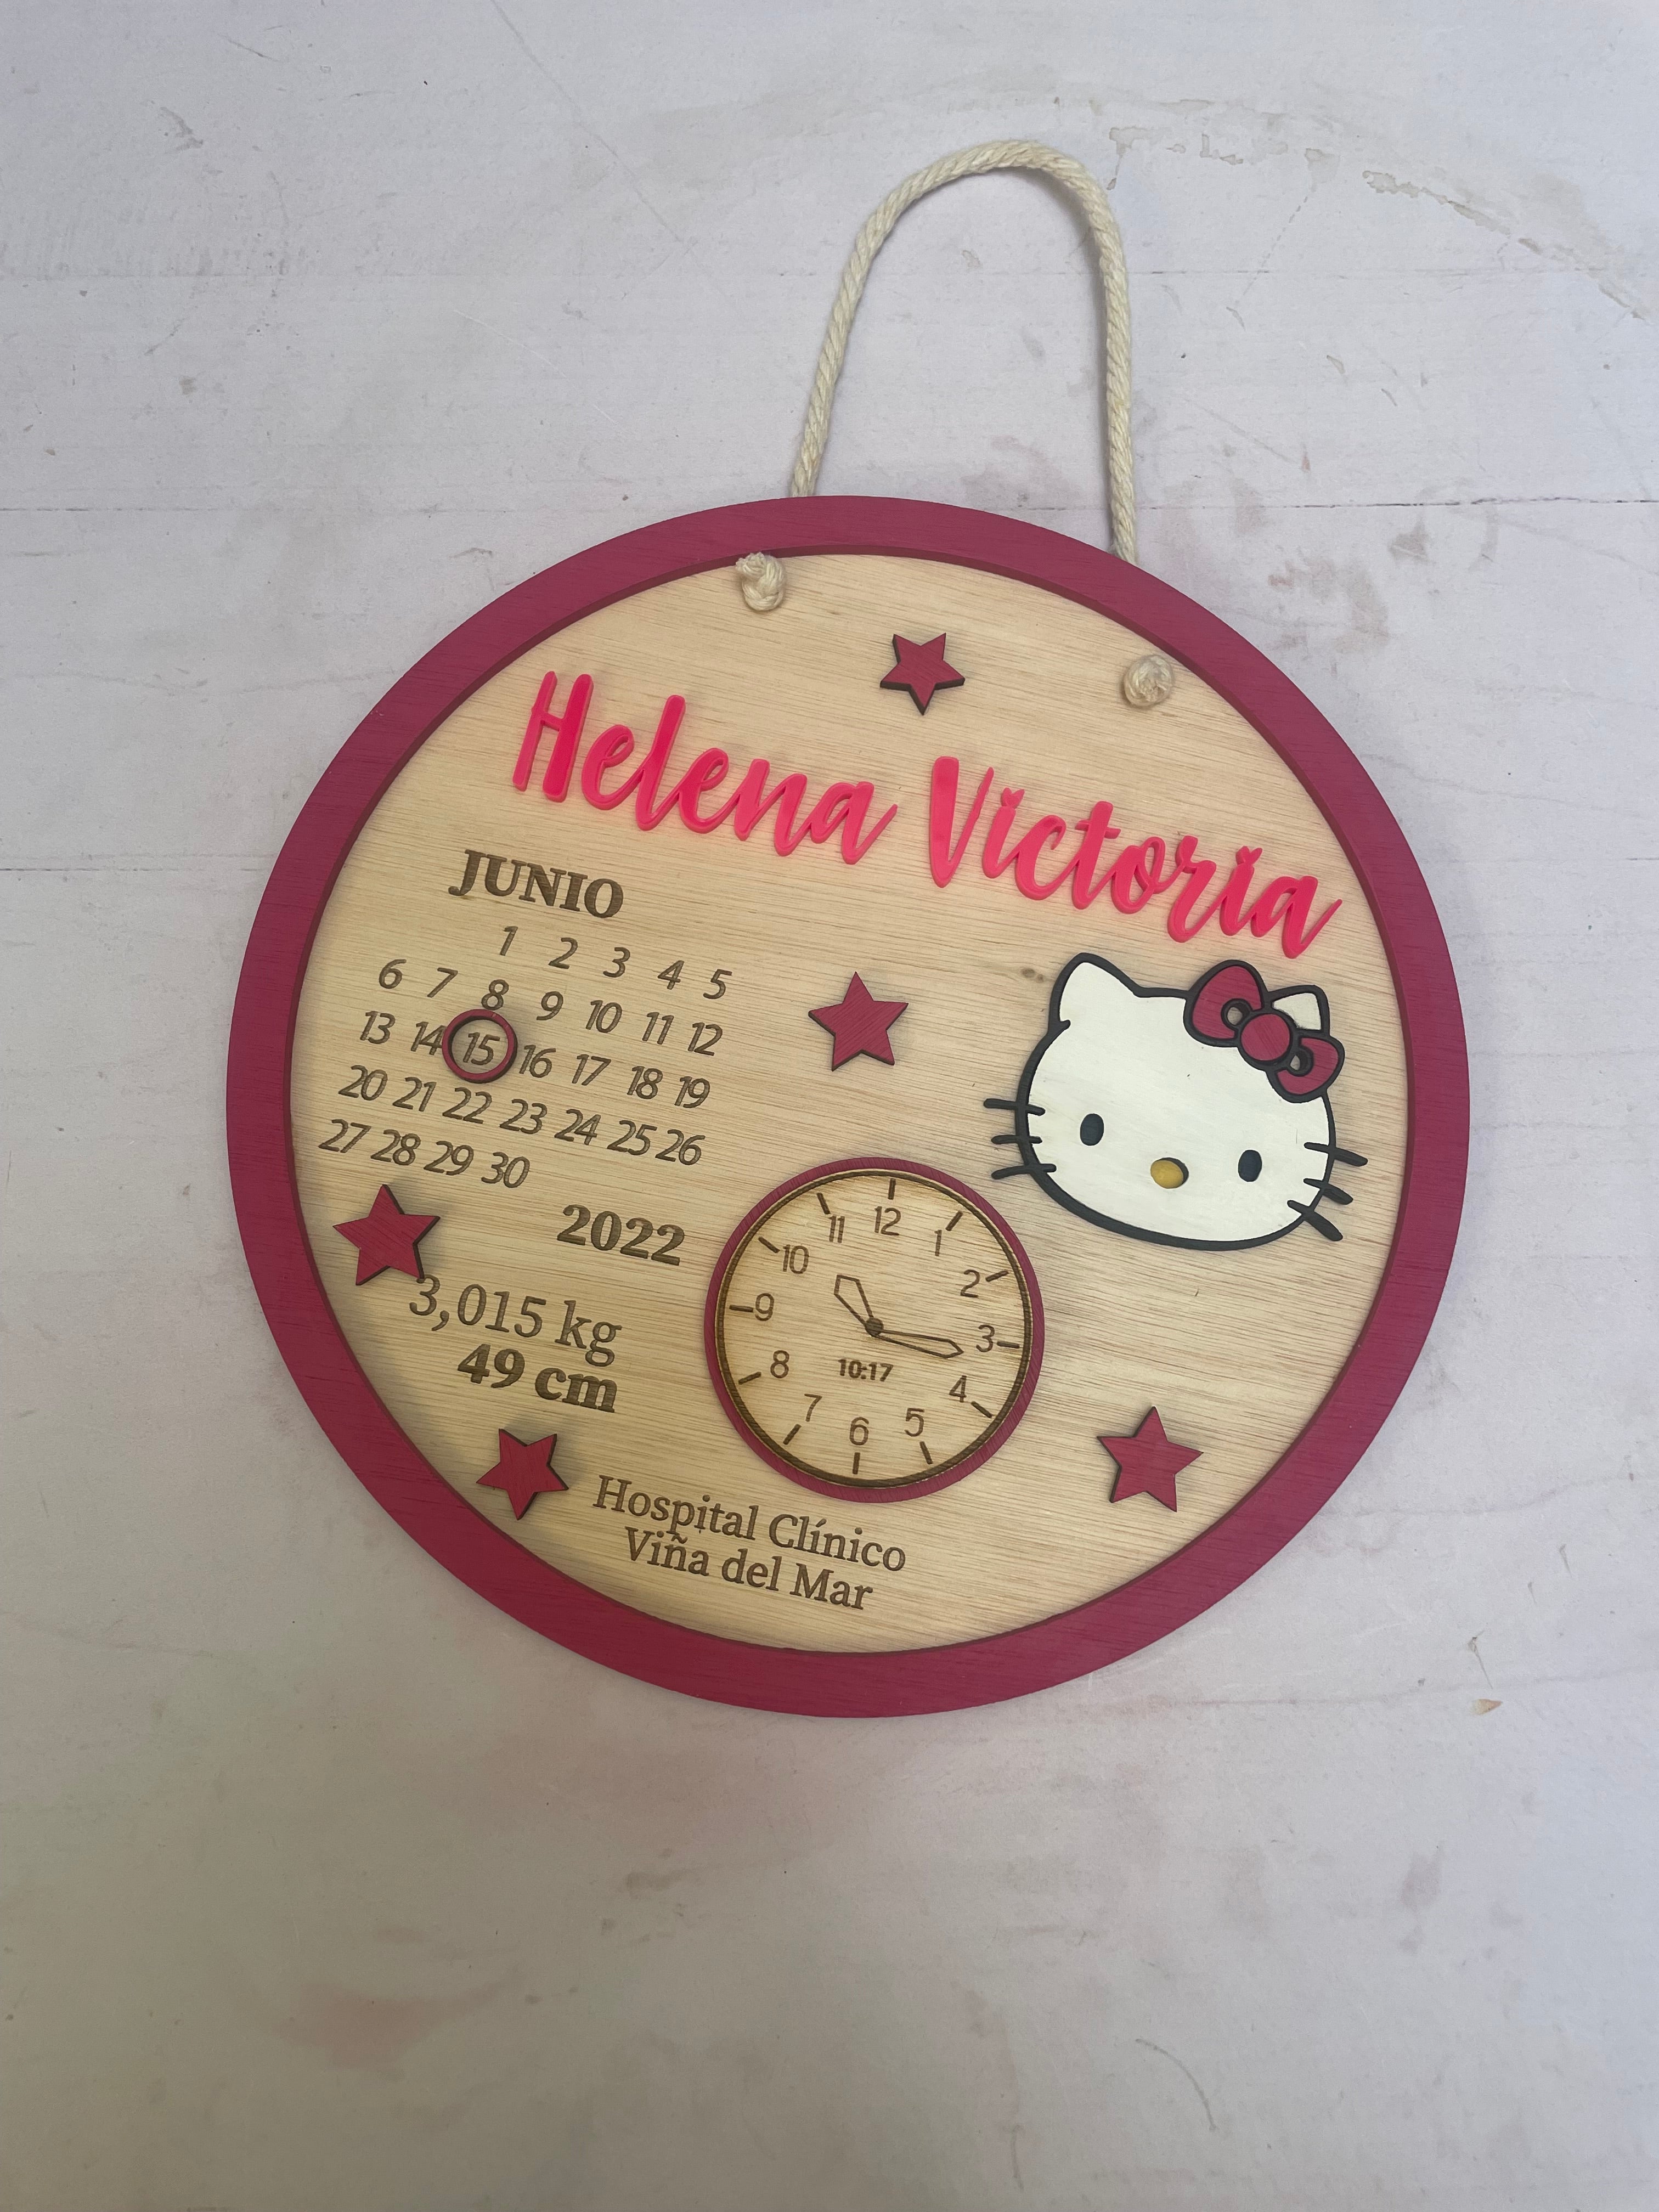 Helena Victoria
JUNIO
1 2 3 4 5
6 7 8 9 10 11 12
13 14 15 16 17 18 19
20 21 22 23 24 25 26
27 28 29 30
2022
3,015 kg
49 cm
12
11 1
10 2
9 3
8 4
7 5
6
10:17
Hospital Clínico
Viña del Mar